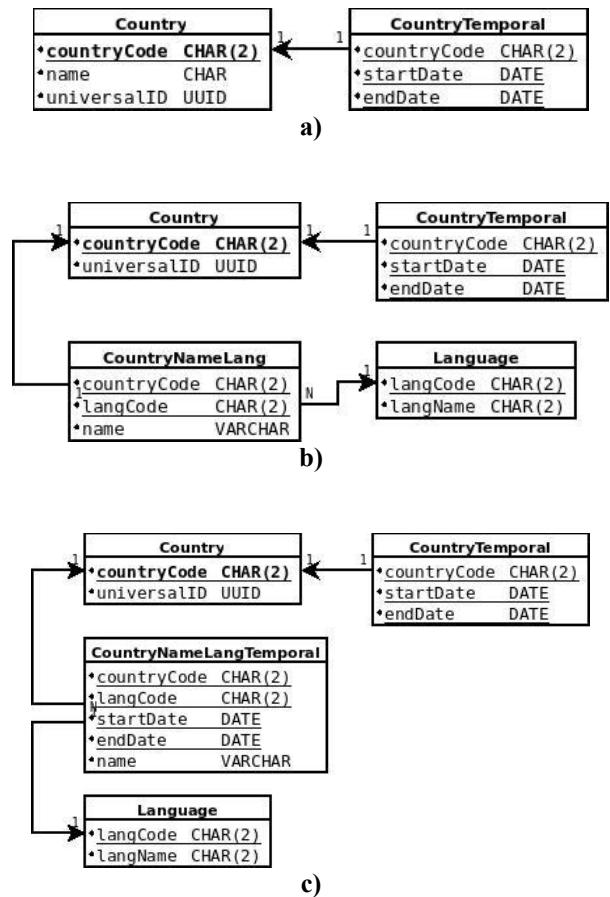 Country
countryCode CHAR(2)
name CHAR
universalID UUID
1
1
CountryTemporal
countryCode CHAR(2)
startDate DATE
endDate DATE
a)
Country
countryCode CHAR(2)
universalID UUID
1
1
1
CountryTemporal
countryCode CHAR(2)
startDate DATE
endDate DATE
CountryNameLang
countryCode CHAR(2)
1
langCode CHAR(2)
name VARCHAR
N
1
Language
langCode CHAR(2)
langName CHAR(2)
b)
Country
countryCode CHAR(2)
universalID UUID
1
1
1
CountryTemporal
countryCode CHAR(2)
startDate DATE
endDate DATE
CountryNameLangTemporal
countryCode CHAR(2)
langCode CHAR(2)
N
startDate DATE
endDate DATE
name VARCHAR
1
Language
langCode CHAR(2)
langName CHAR(2)
c)